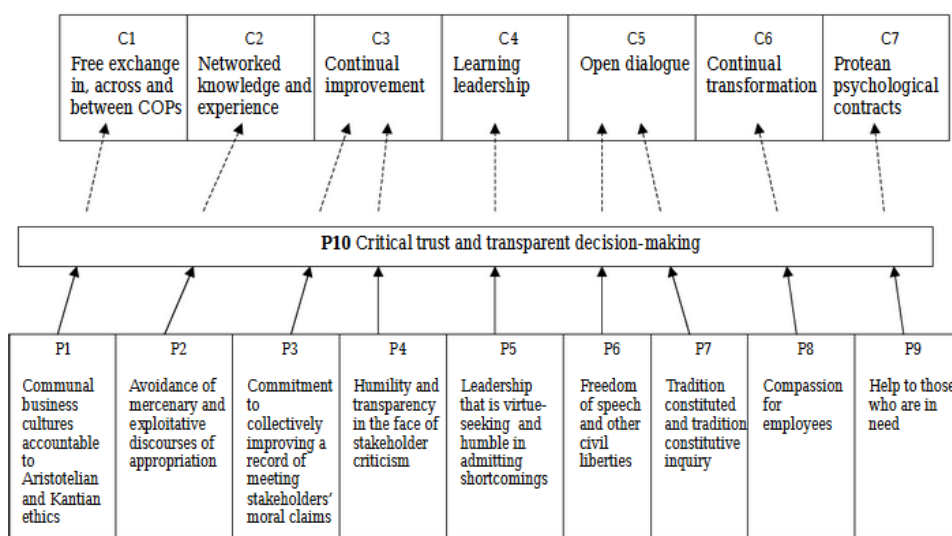 C1
Free exchange
in, across and
between COPs
C2
Networked
knowledge and
experience
C3
Continual
improvement
C4
Learning
leadership
C5
Open dialogue
C6
Continual
transformation
C7
Protean
psychological
contracts
P10 Critical trust and transparent decision-making
P1
Communal
business
cultures
accountable
to
Aristotelian
and Kantian
ethics
P2
Avoidance of
mercenary and
exploitative
discourses of
appropriation
P3
Commitment
to
collectively
improving a
record of
meeting
stakeholders’
moral claims
P4
Humility and
transparency
in the face of
stakeholder
criticism
P5
Leadership
that is virtue-
seeking and
humble in
admitting
shortcomings
P6
Freedom
of speech
and other
civil
liberties
P7
Tradition
constituted
and tradition
constitutive
inquiry
P8
Compassion
for
employees
P9
Help to those
who are in
need